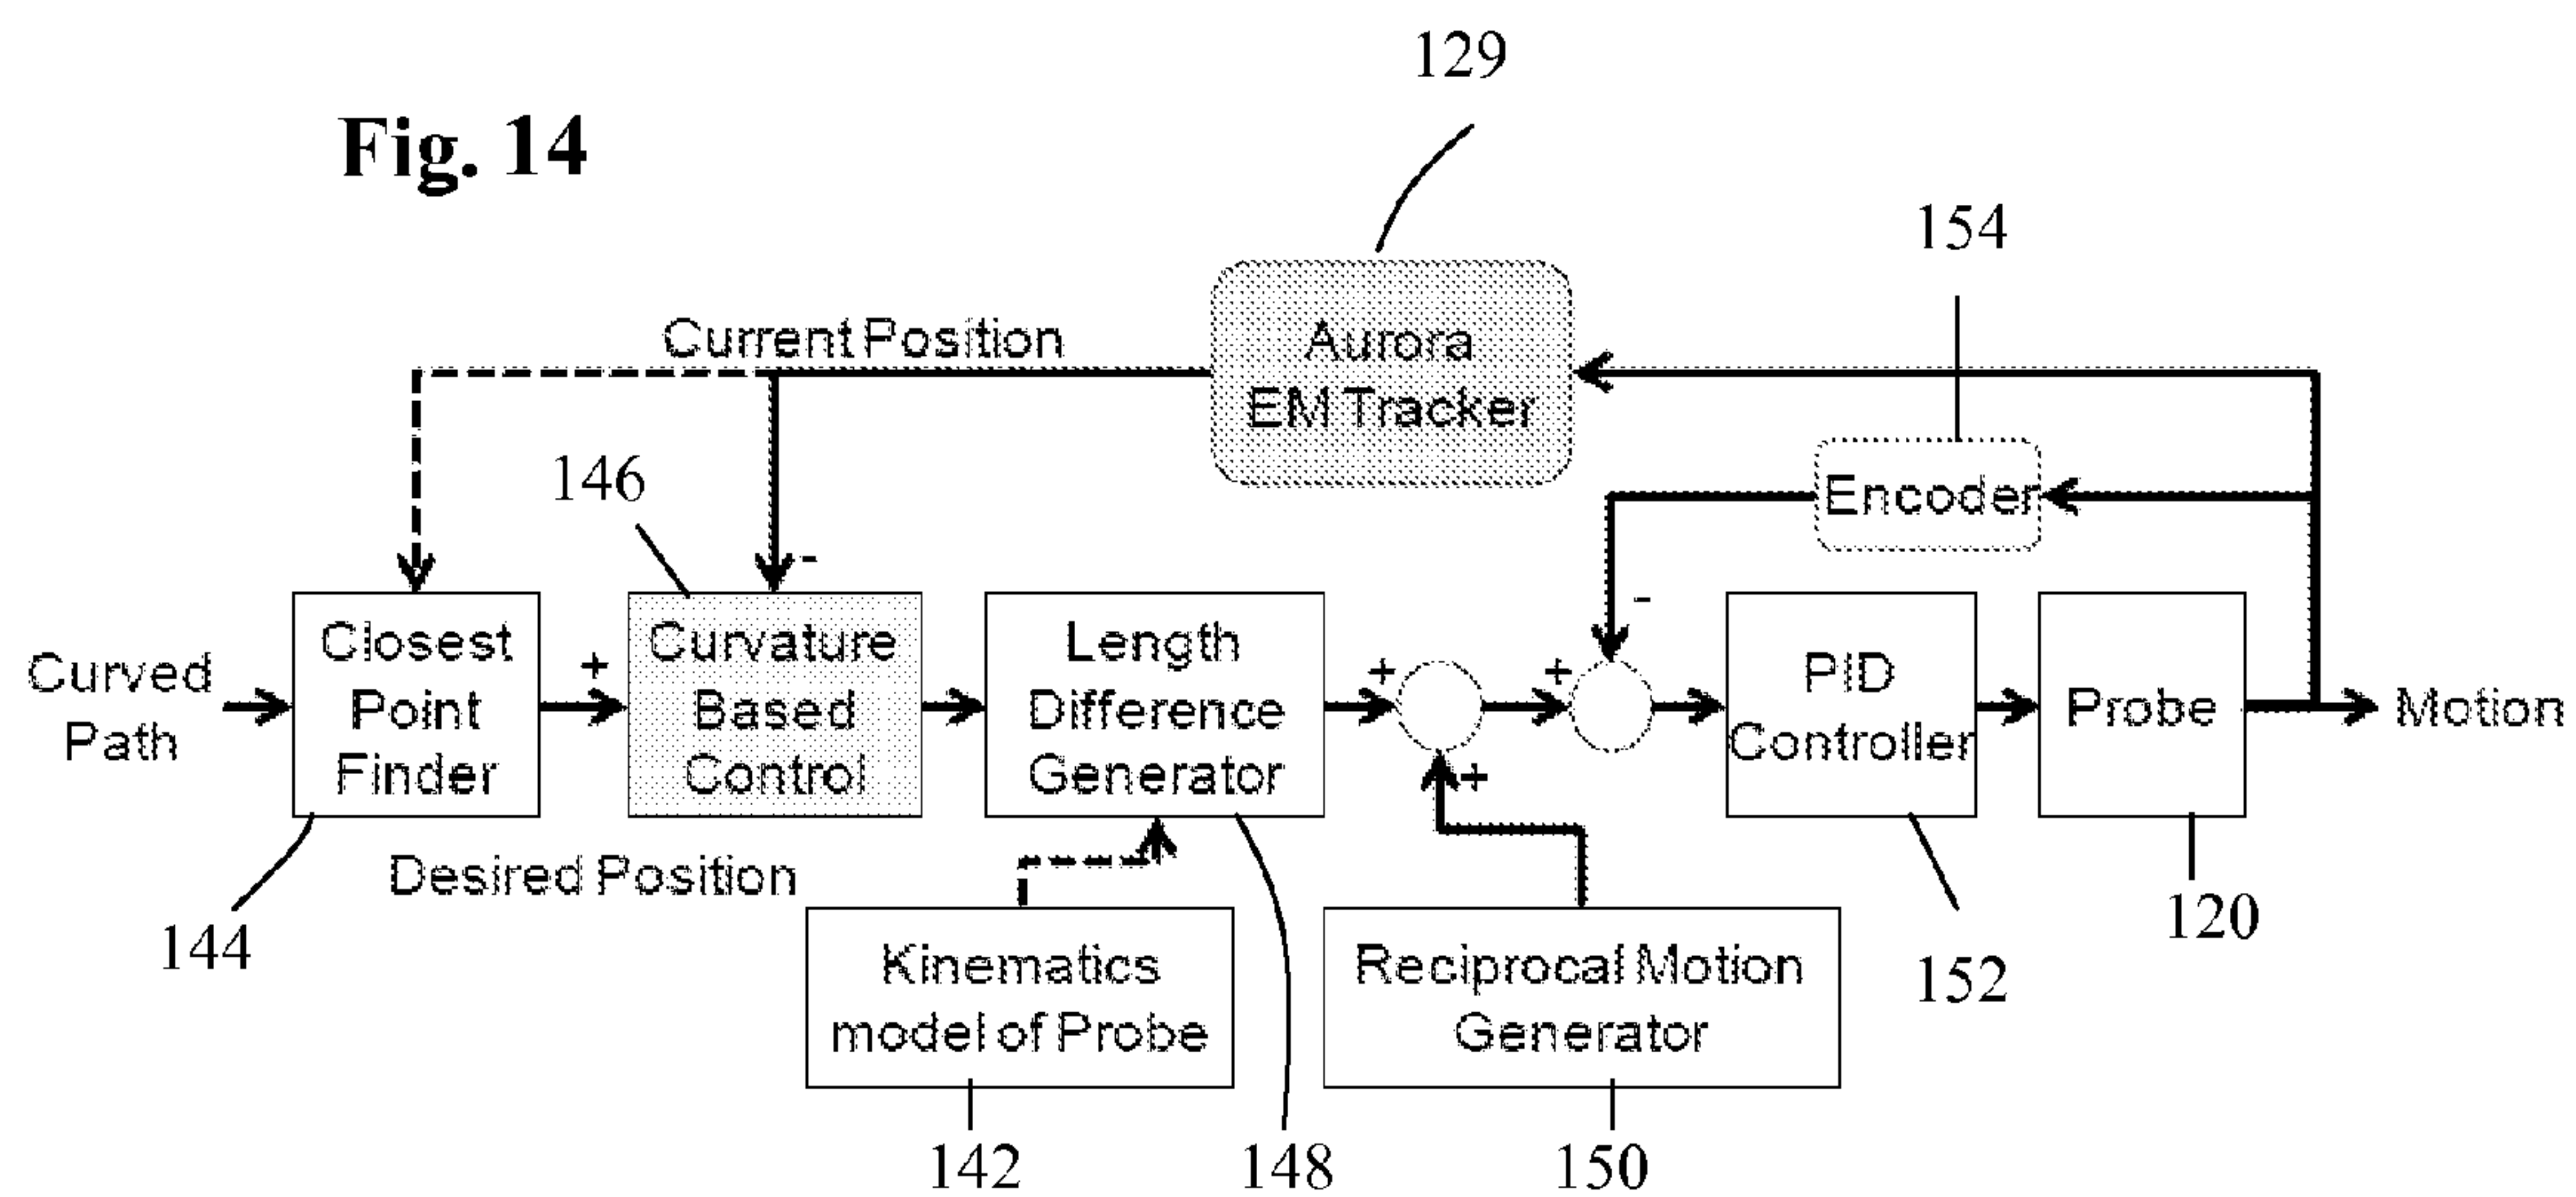 129
Fig. 14
154
Current Position
Aurora
EM Tracker
146
Encoder
-
-
Curved
Path
Closest
Point
Finder
+
Curvature
Based
Control
Length
Difference
Generator
+
+
+
PID
Controller
Probe
Motion
Desired Position
144
Kinematics
model of Probe
Reciprocal Motion
Generator
152
120
142
148
150